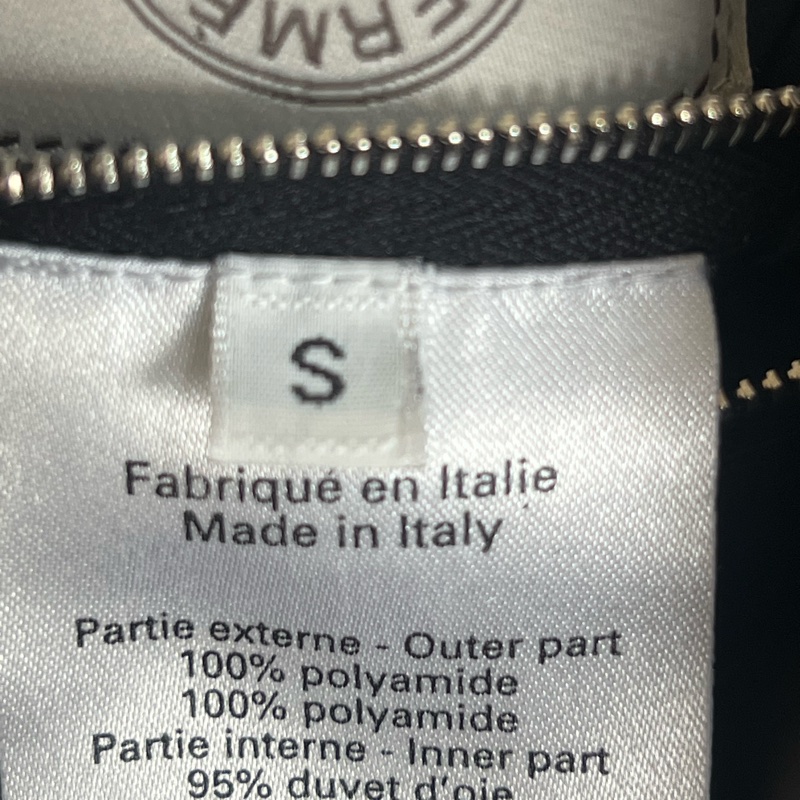 ERMÈ
S
Fabriqué en Italie
Made in Italy
Partie externe - Outer part
100% polyamide
100% polyamide
Partie interne - Inner part
95% duvet d'oie